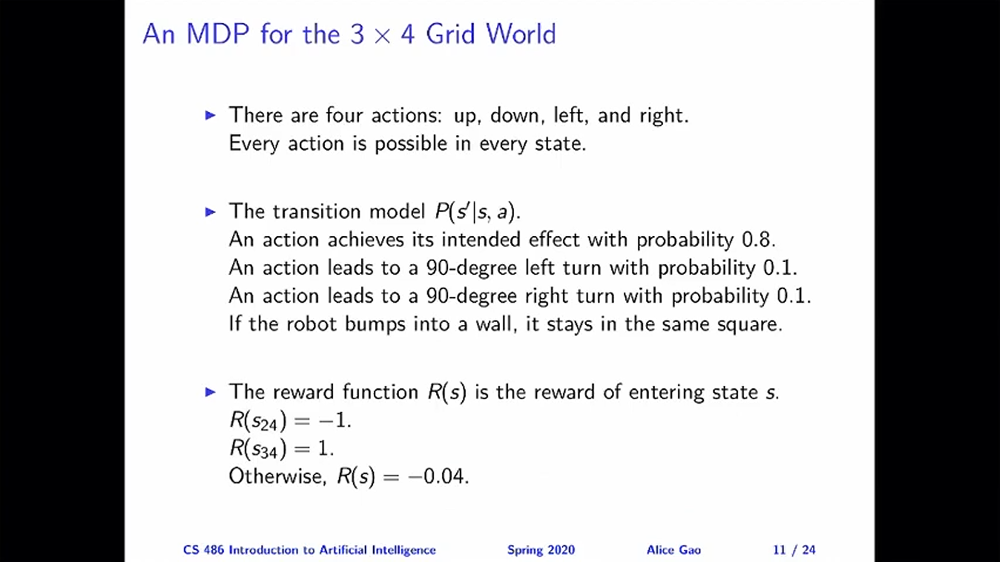 An MDP for the 3 × 4 Grid World
▶ There are four actions: up, down, left, and right.
Every action is possible in every state.
▶ The transition model P(s′|s, a).
An action achieves its intended effect with probability 0.8.
An action leads to a 90-degree left turn with probability 0.1.
An action leads to a 90-degree right turn with probability 0.1.
If the robot bumps into a wall, it stays in the same square.
▶ The reward function R(s) is the reward of entering state s.
R(s₂₄) = −1.
R(s₃₄) = 1.
Otherwise, R(s) = −0.04.
CS 486 Introduction to Artificial Intelligence Spring 2020 Alice Gao 11 / 24